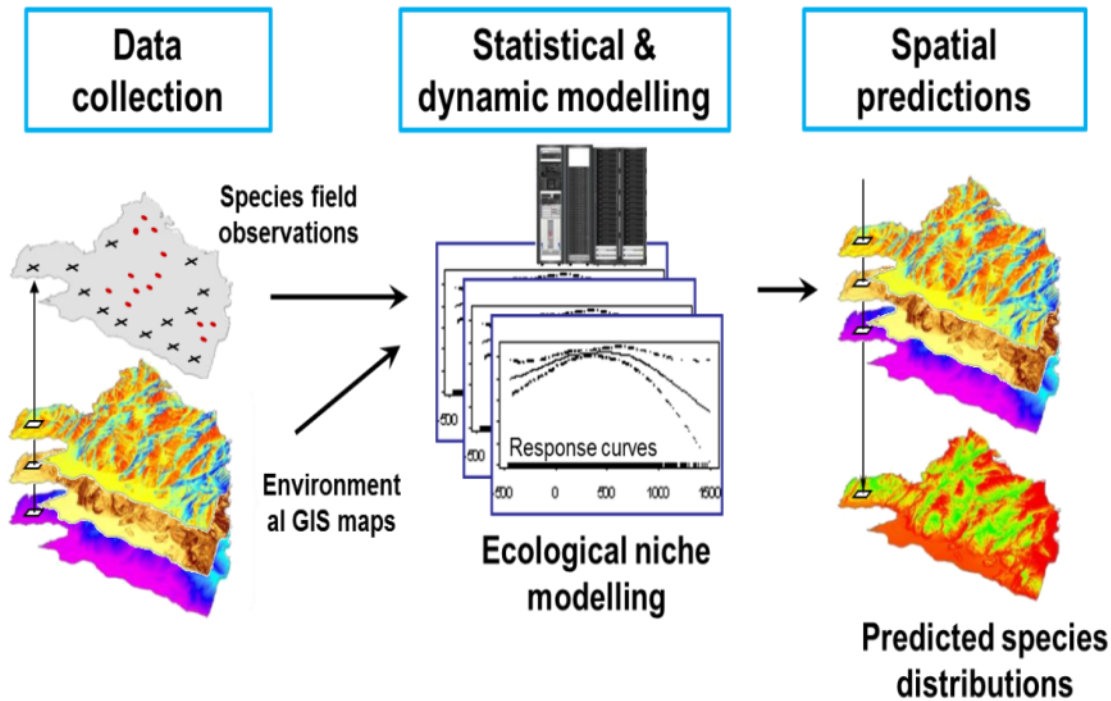 Data
collection
Statistical &
dynamic modelling
Spatial
predictions
Species field
observations
Environment
al GIS maps
-500
-500
Response curves
-500 0 500 1000 1500
Ecological niche
modelling
Predicted species
distributions